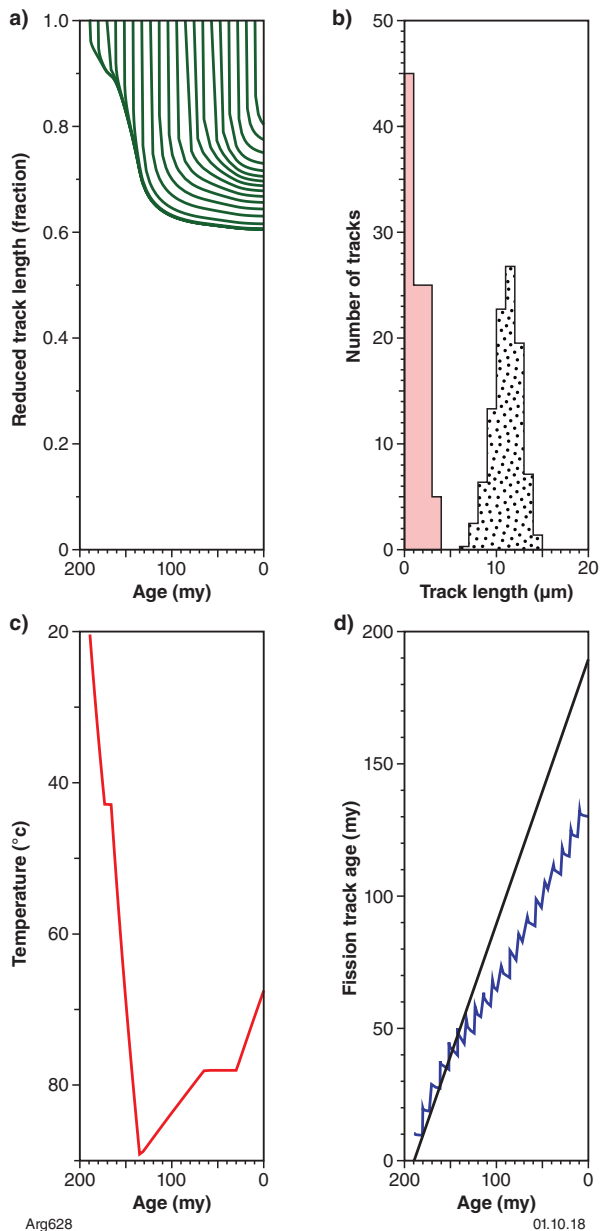 a)
1.0
0.8
0.6
0.4
0.2
0
Reduced track length (fraction)
200
100
0
Age (my)
b)
50
40
30
20
10
0
Number of tracks
0
10
20
Track length (µm)
c)
20
40
60
80
Temperature (°c)
200
100
0
Age (my)
d)
200
150
100
50
0
Fission track age (my)
200
100
0
Age (my)
Arg628
01.10.18